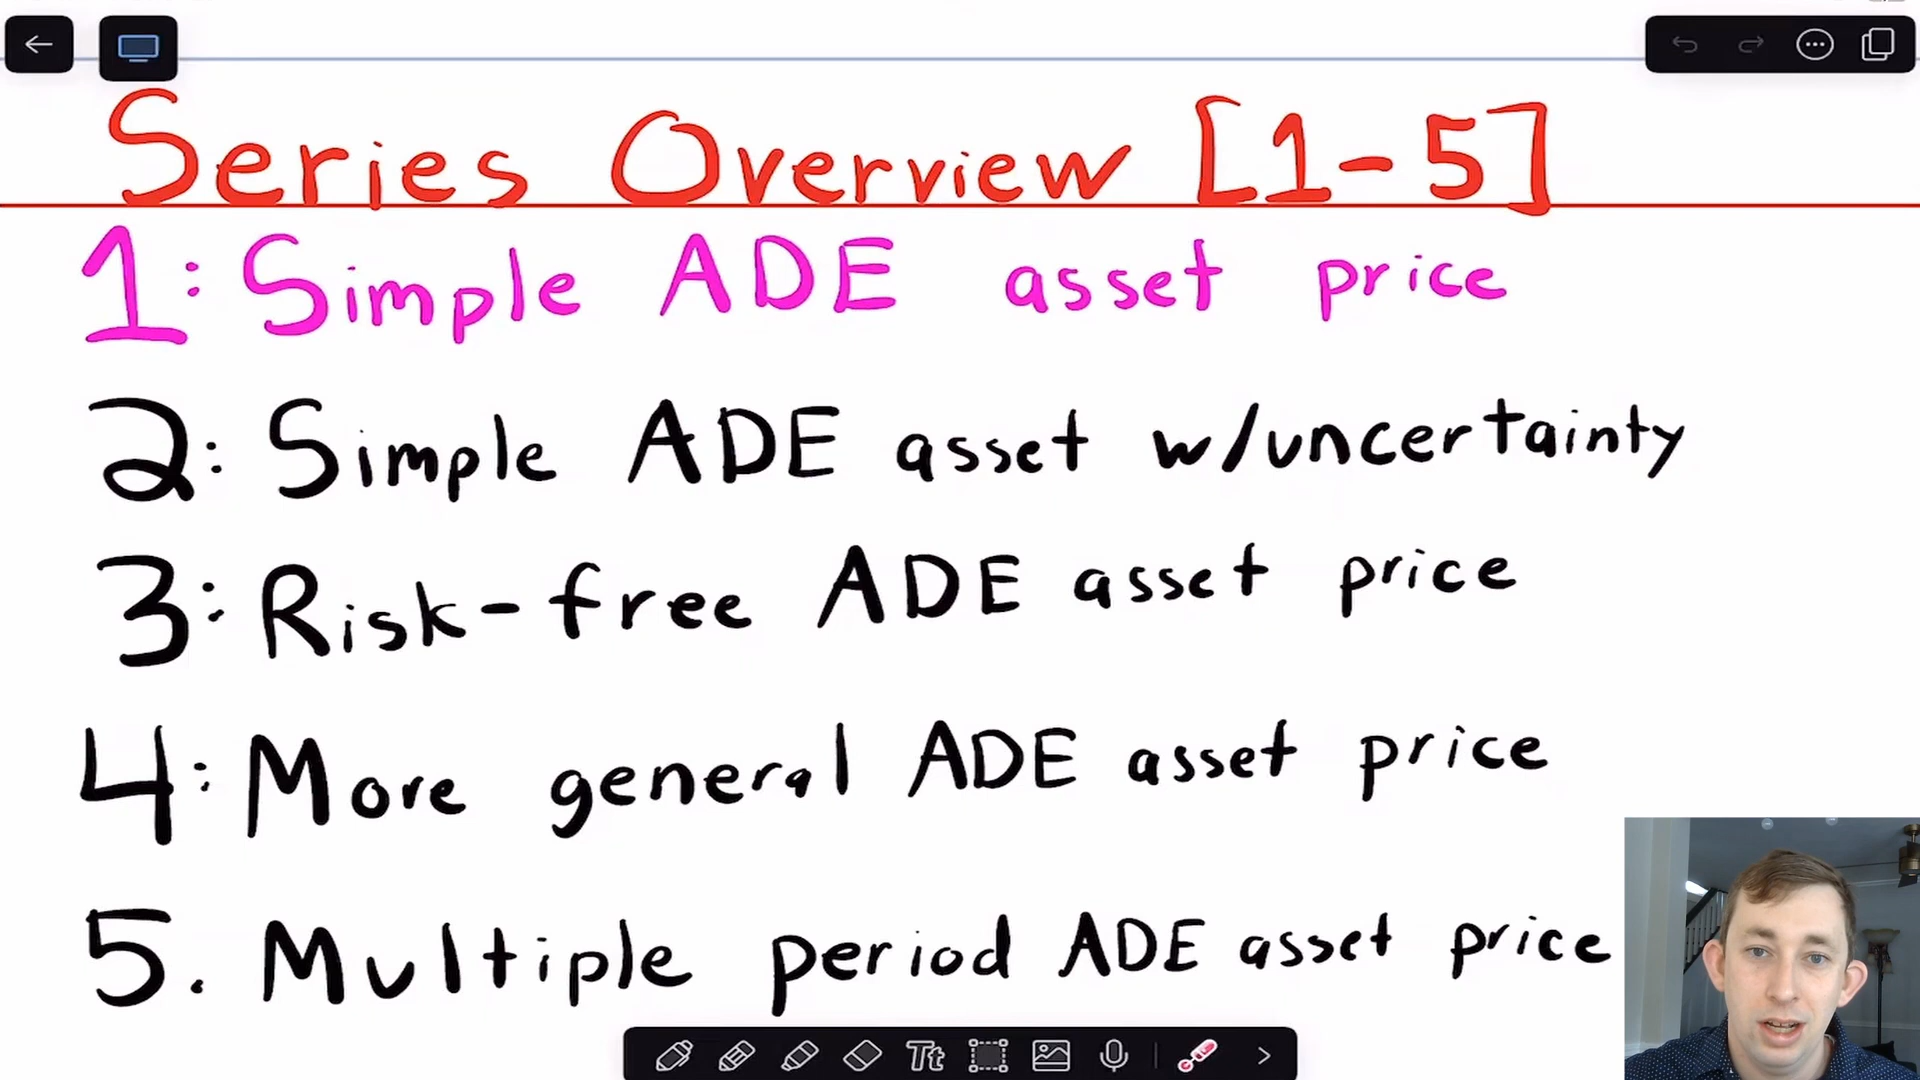 Series Overview [1-5]
1: Simple ADE asset price
2: Simple ADE asset w/uncertainty
3: Risk-free ADE asset price
4: More general ADE asset price
5. Multiple period ADE asset price
Tt